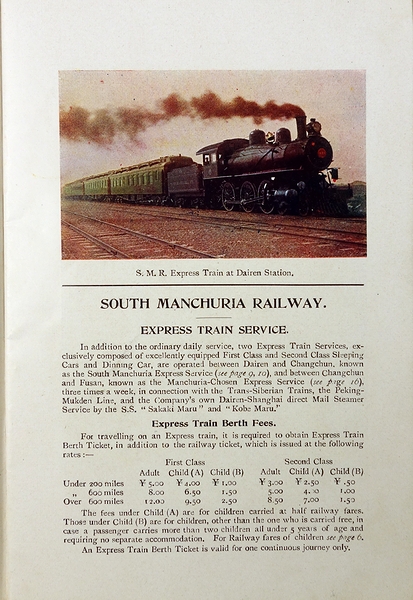 S. M. R. Express Train at Dairen Station.
SOUTH MANCHURIA RAILWAY.
EXPRESS TRAIN SERVICE.
In addition to the ordinary daily service, two Express Train Services, ex-
clusively composed of excellently equipped First Class and Second Class Sleeping
Cars and Dinning Car, are operated between Dairen and Changchun, known
as the South Manchuria Express Service (see page 9, 10), and between Changchun
and Fusan, known as the Manchuria-Chosen Express Service (see page 16),
three times a week, in connection with the Trans-Siberian Trains, the Peking-
Mukden Line, and the Company's own Dairen-Shanghai direct Mail Steamer
Service by the S.S. "Sakaki Maru" and "Kobe Maru."
Express Train Berth Fees.
For travelling on an Express train, it is required to obtain Express Train
Berth Ticket, in addition to the railway ticket, which is issued at the following
rates :—
First Class Second Class
Adult Child (A) Child (B) Adult Child (A) Child (B)
Under 200 miles ¥ 5.00 ¥ 4.00 ¥ 1.00 ¥ 3.00 ¥ 2.50 ¥ .50
„ 600 miles 8.00 6.50 1.50 5.00 4.00 1.00
Over 600 miles 12.00 9.50 2.50 8.50 7.00 1.50
The fees under Child (A) are for children carried at half railway fares.
Those under Child (B) are for children, other than the one who is carried free, in
case a passenger carries more than two children all under 5 years of age and
requiring no separate accommodation. For Railway fares of children see page 6.
An Express Train Berth Ticket is valid for one continuous journey only.